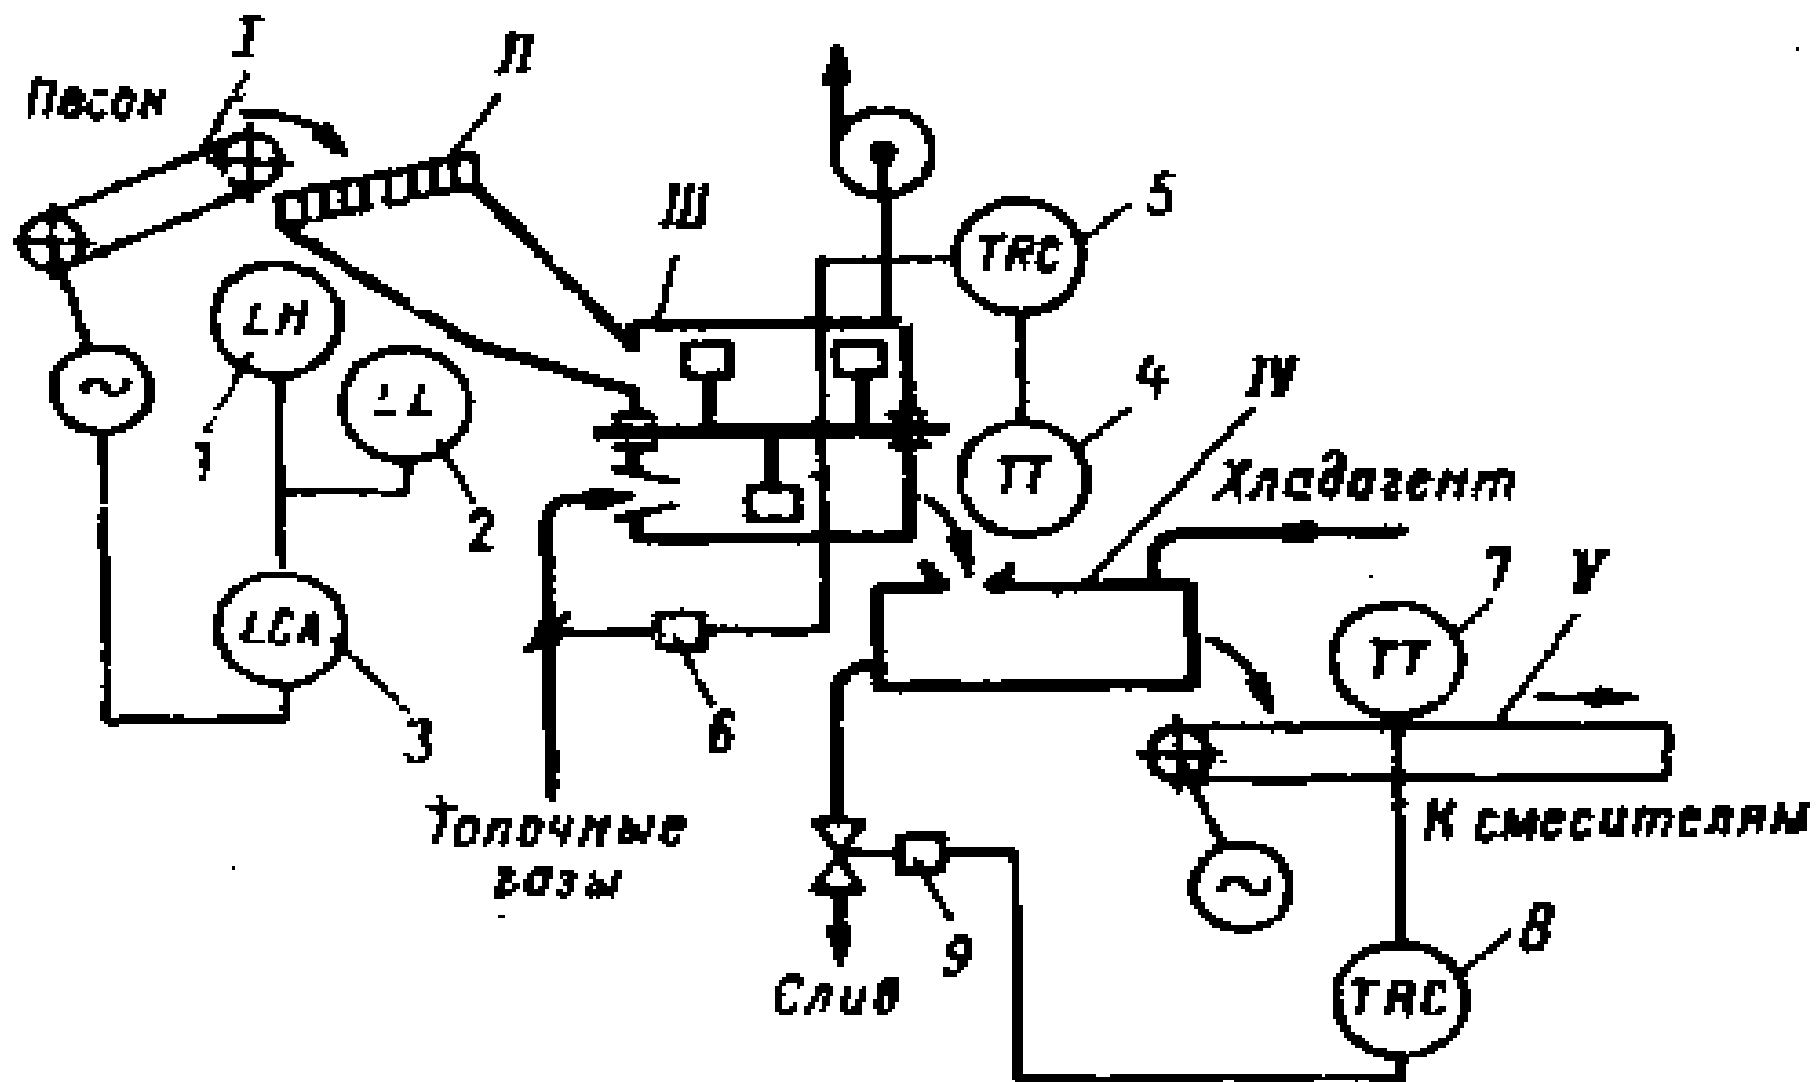 I
II
Песок
III
5
TRC
LH
4
IV
LL
TT
Хладагент
1
2
7
V
LCA
TT
3
6
Топочные
газы
К смесителям
9
8
Слив
TRC